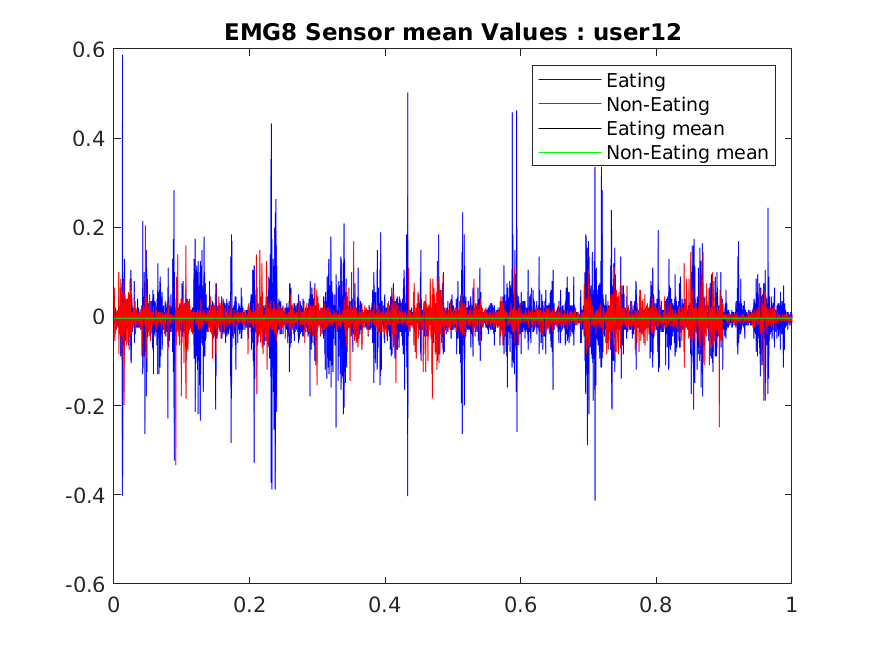 EMG8 Sensor mean Values : user12
0.6
Eating
Non-Eating
Eating mean
Non-Eating mean
0.4
0.2
0
-0.2
-0.4
-0.6
0 0.2 0.4 0.6 0.8 1